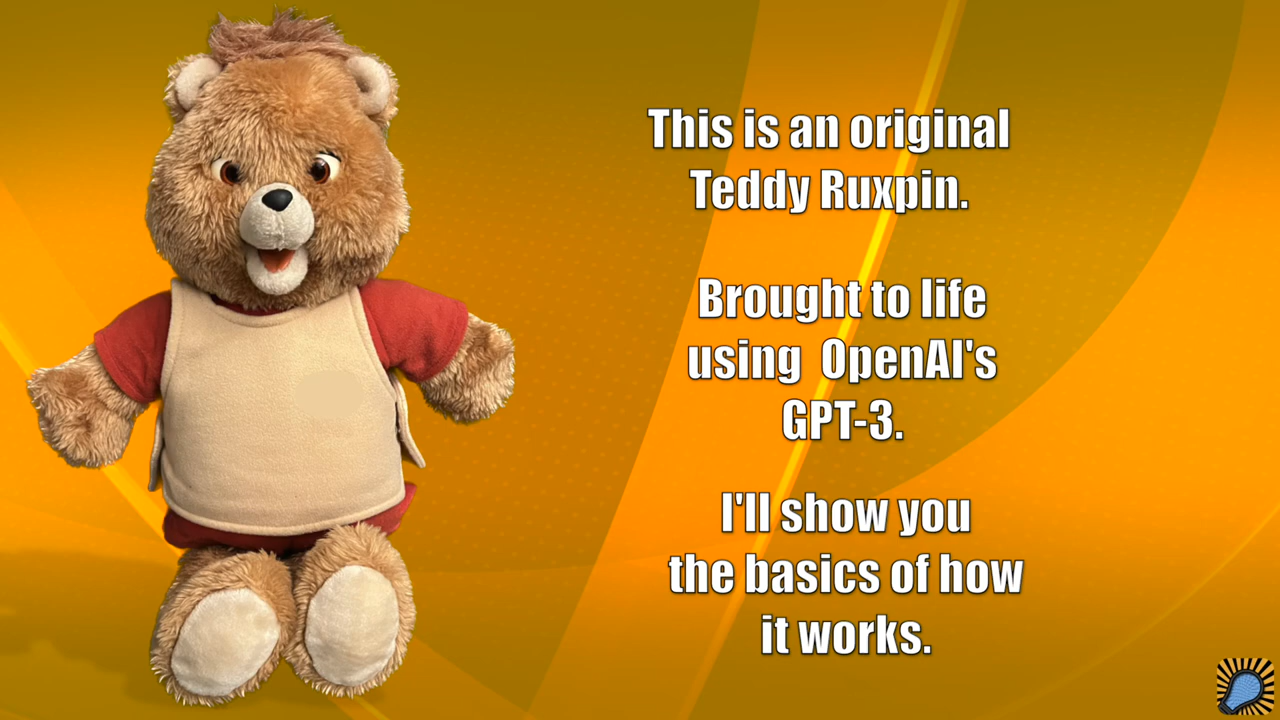 This is an original
Teddy Ruxpin.
Brought to life
using OpenAI's
GPT-3.
I'll show you
the basics of how
it works.